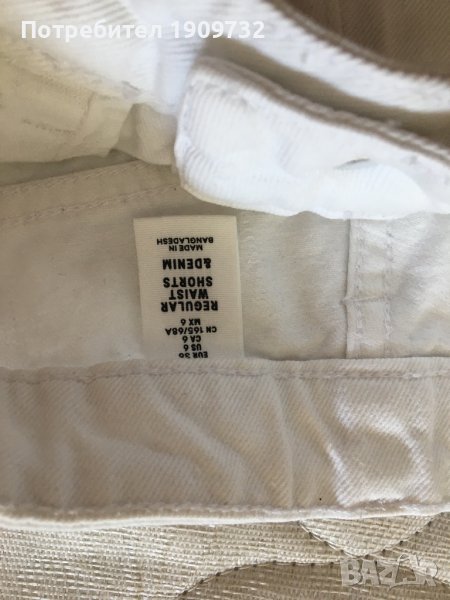 Потребител 1909732
EUR 36
US 6
CA 6
CN 165/68A
MX 6
REGULAR
WAIST
SHORTS
&DENIM
MADE IN
BANGLADESH
BAZAR